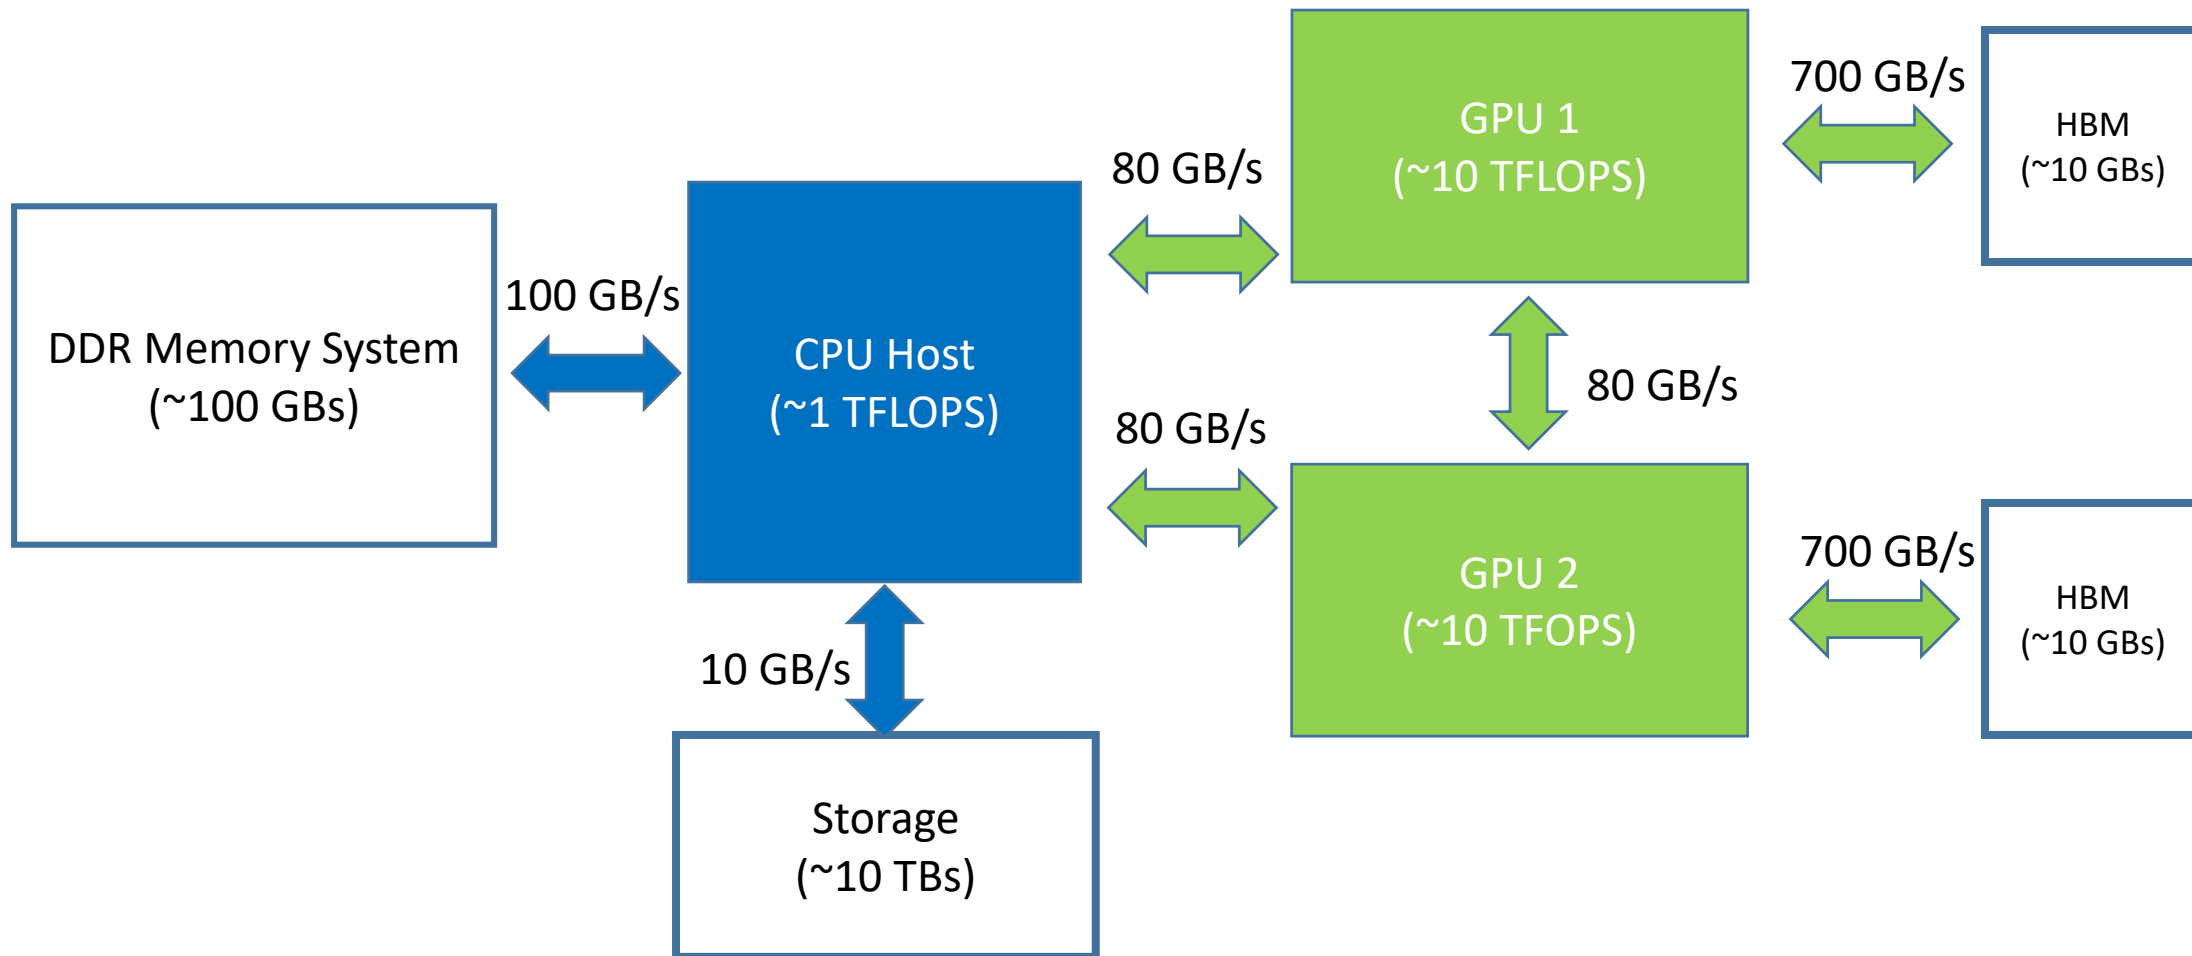 DDR Memory System
(~100 GBs)
100 GB/s
CPU Host
(~1 TFLOPS)
10 GB/s
Storage
(~10 TBs)
80 GB/s
80 GB/s
GPU 1
(~10 TFLOPS)
80 GB/s
GPU 2
(~10 TFOPS)
700 GB/s
HBM
(~10 GBs)
700 GB/s
HBM
(~10 GBs)